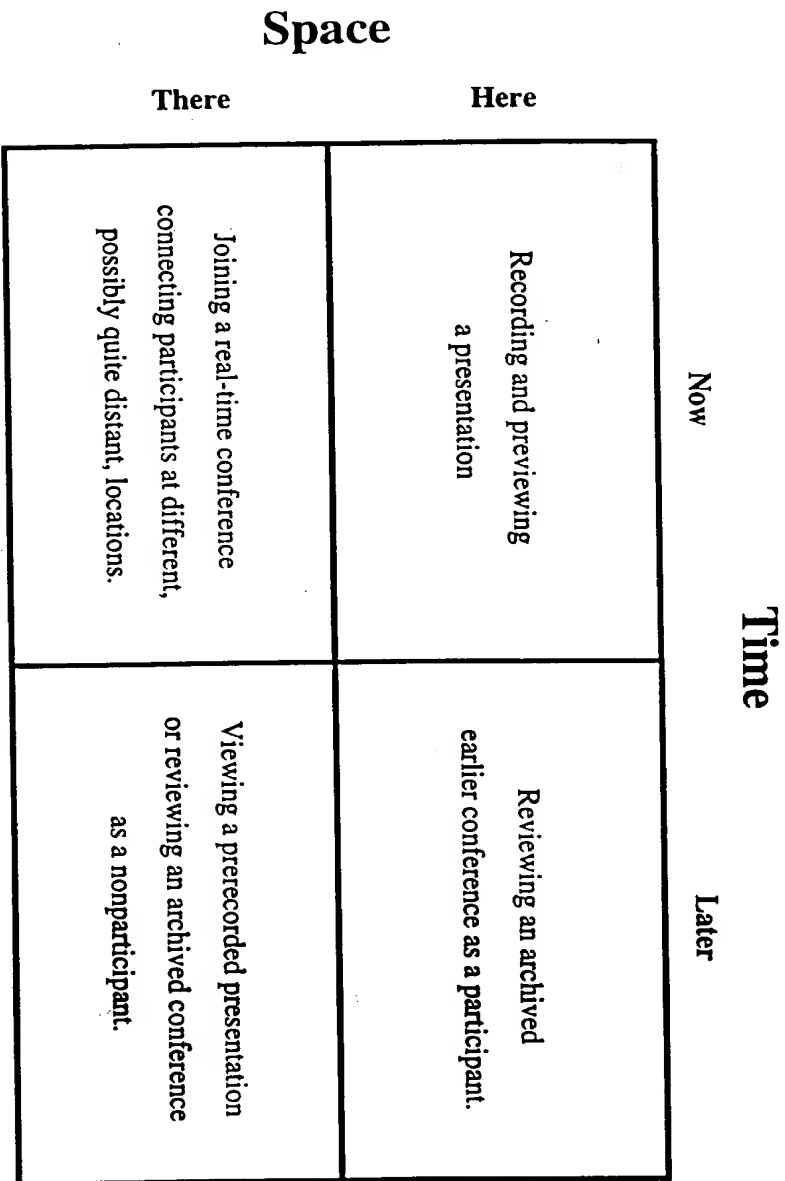 Time
Now
Later
Space
Here
Recording and previewing
a presentation
Reviewing an archived
earlier conference as a participant.
There
Joining a real-time conference
connecting participants at different,
possibly quite distant, locations.
Viewing a prerecorded presentation
or reviewing an archived conference
as a nonparticipant.